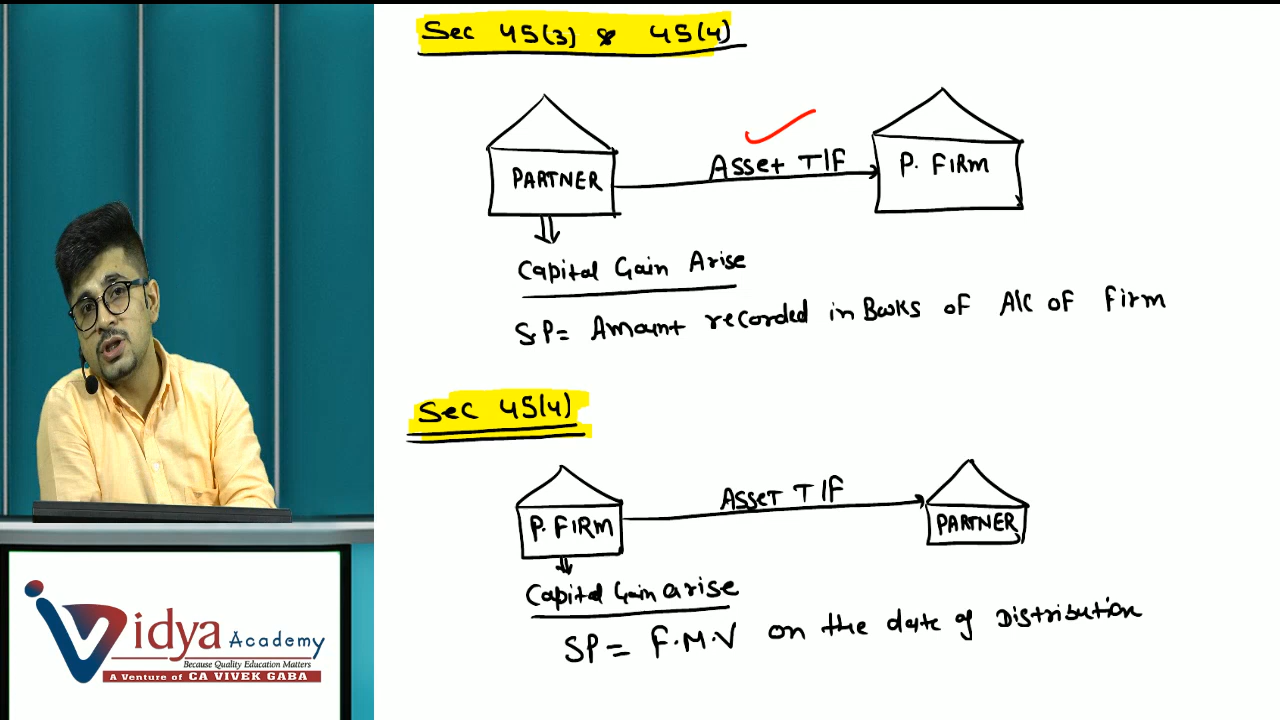 Sec 45(3) & 45(4)
PARTNER
Asset T/F
P. FIRM
Capital Gain Arise
S.P= Amount recorded in Books of A/C of Firm
Sec 45(4)
P. FIRM
ASSET T/F
PARTNER
Capital Gain arise
SP = F.M.V on the date of Distribution
Vidya Academy
Because Quality Education Matters
A Venture of CA VIVEK GABA